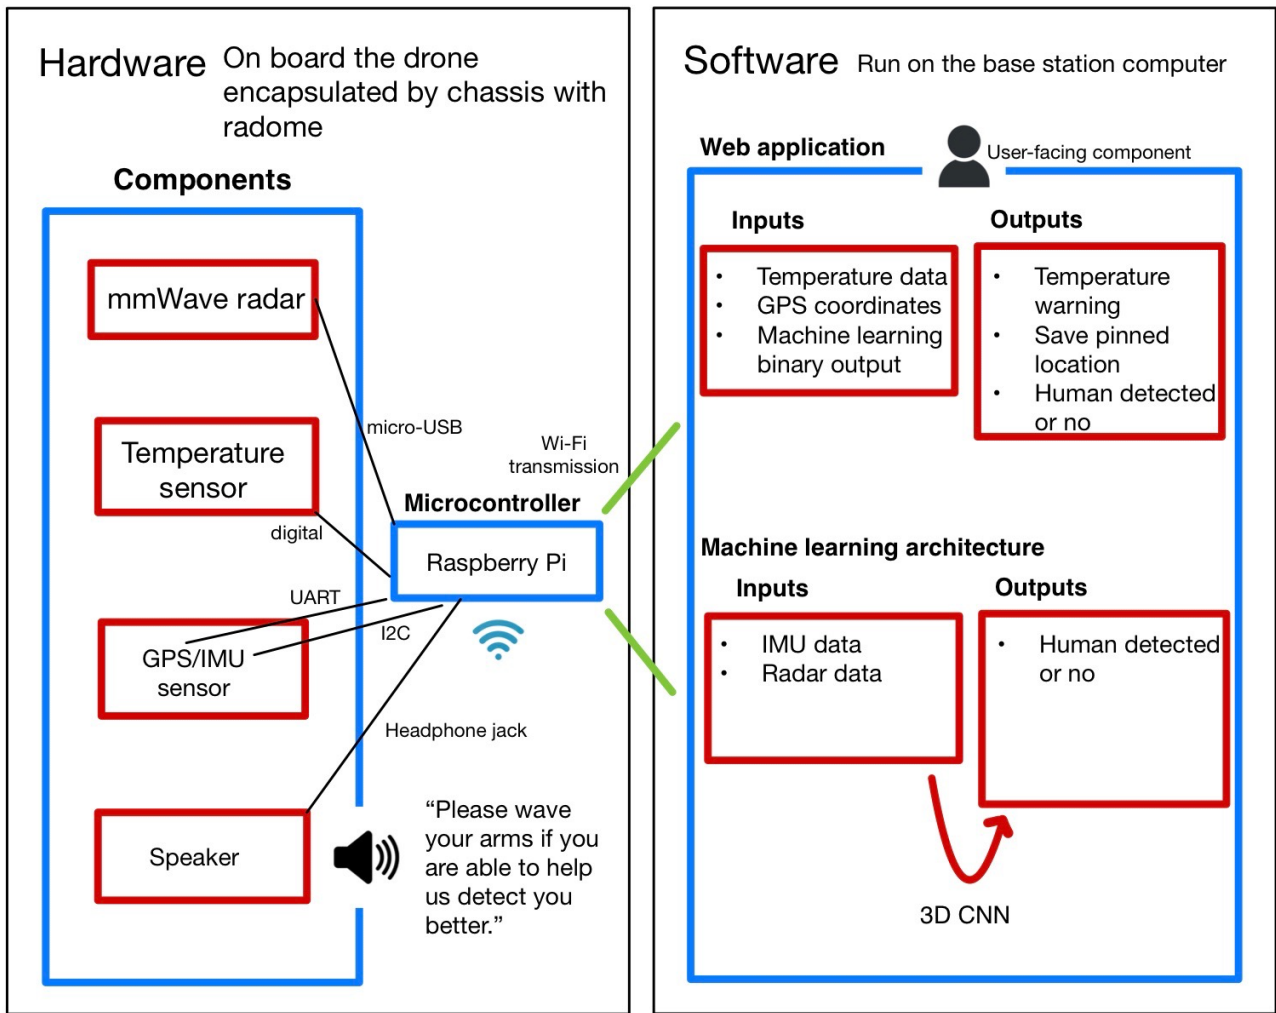 Hardware On board the drone
encapsulated by chassis with
radome
Components
mmWave radar
micro-USB
Temperature
sensor
digital
Wi-Fi
transmission
Microcontroller
Raspberry Pi
UART
I2C
GPS/IMU
sensor
Headphone jack
Speaker
“Please wave
your arms if you
are able to help
us detect you
better.”
Software Run on the base station computer
Web application
User-facing component
Inputs
• Temperature data
• GPS coordinates
• Machine learning
binary output
Outputs
• Temperature
warning
• Save pinned
location
• Human detected
or no
Machine learning architecture
Inputs
• IMU data
• Radar data
Outputs
• Human detected
or no
3D CNN